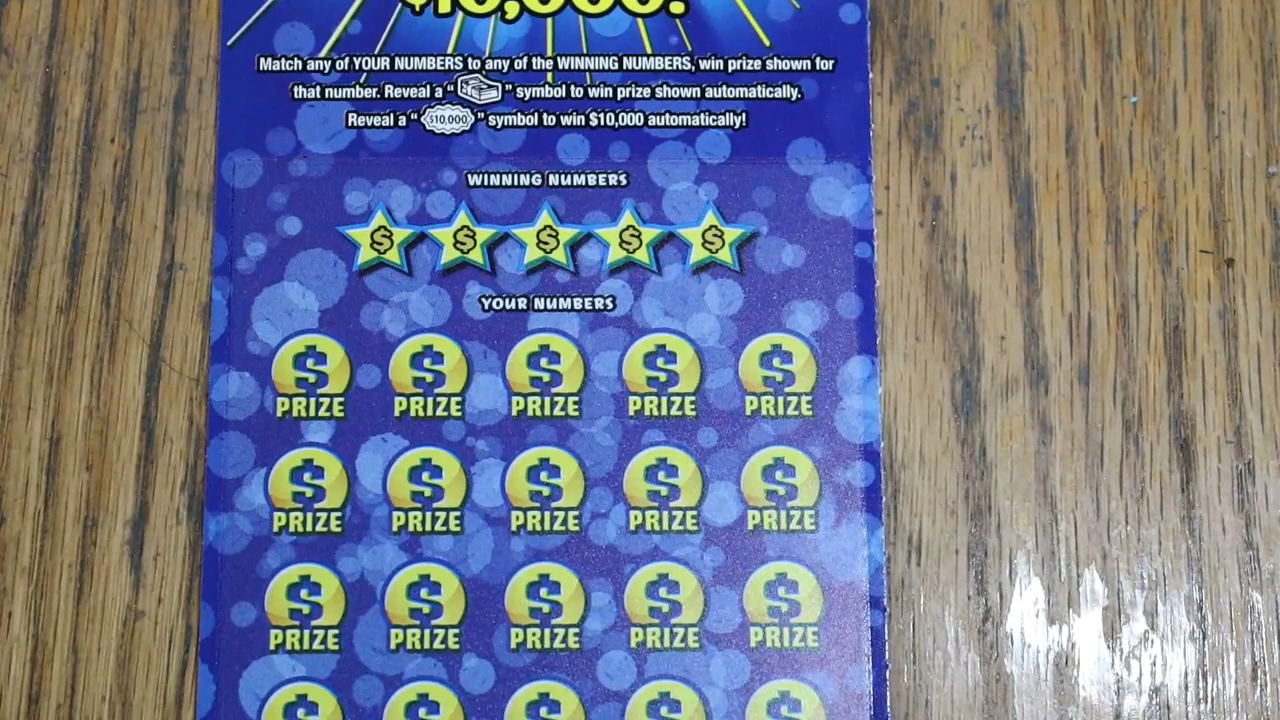 $10,000!
Match any of YOUR NUMBERS to any of the WINNING NUMBERS, win prize shown for
that number. Reveal a " " symbol to win prize shown automatically.
Reveal a " $10,000 " symbol to win $10,000 automatically!
WINNING NUMBERS
$ $ $ $ $
YOUR NUMBERS
$ $ $ $ $
PRIZE PRIZE PRIZE PRIZE PRIZE
$ $ $ $ $
PRIZE PRIZE PRIZE PRIZE PRIZE
$ $ $ $ $
PRIZE PRIZE PRIZE PRIZE PRIZE
$ $ $ $ $